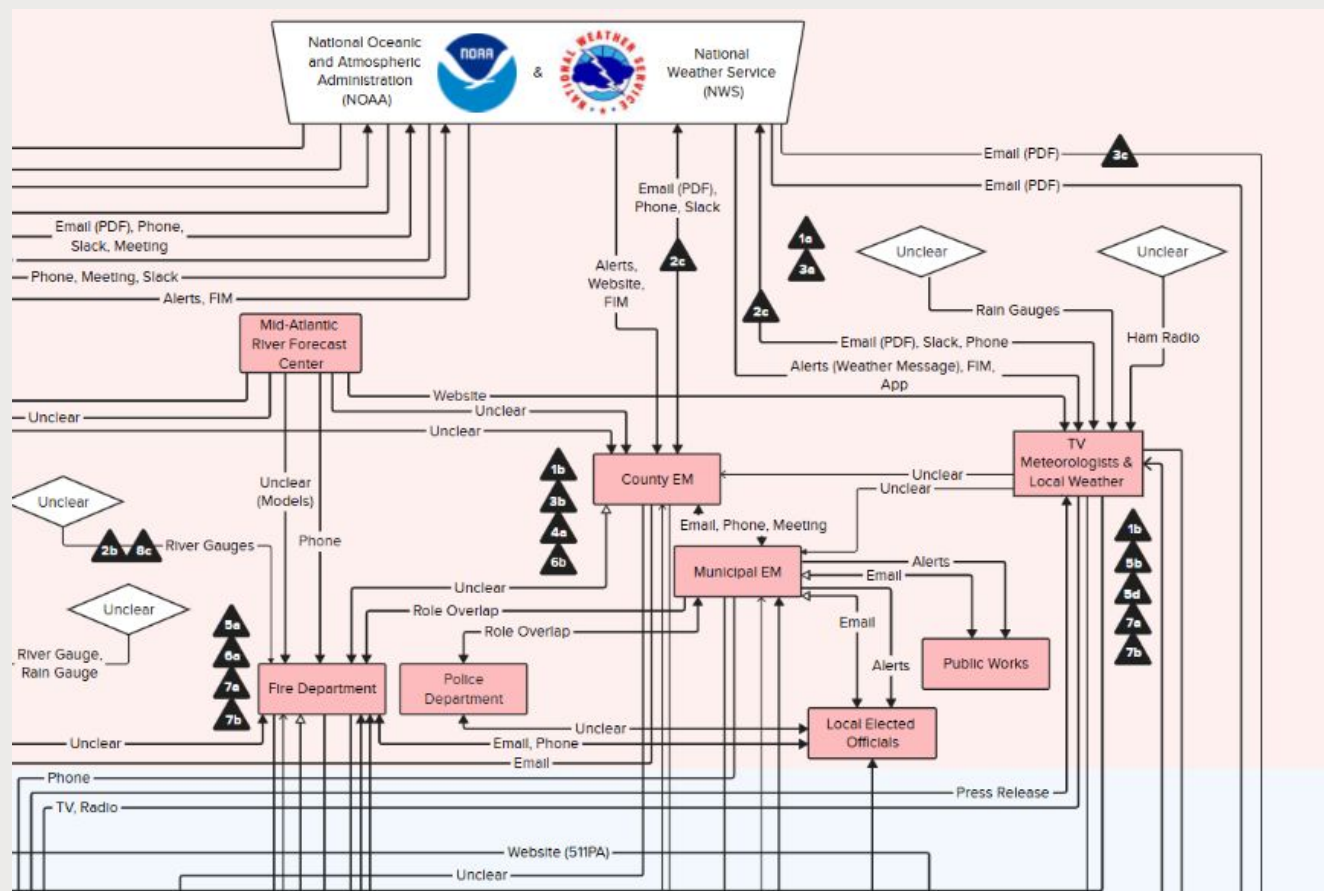 National Oceanic
and Atmospheric
Administration
(NOAA)
NOAA
&
NATIONAL WEATHER SERVICE
National
Weather Service
(NWS)
Email (PDF)
3c
Email (PDF)
Email (PDF),
Phone, Slack
Email (PDF), Phone,
Slack, Meeting
1a
3a
Unclear
Unclear
2c
Phone, Meeting, Slack
Alerts,
Website,
FIM
Alerts, FIM
2c
Rain Gauges
Mid-Atlantic
River Forecast
Center
Email (PDF), Slack, Phone
Ham Radio
Alerts (Weather Message), FIM,
App
Website
Unclear
Unclear
Unclear
TV
Meteorologists &
Local Weather
1b
3b
4a
6b
County EM
Unclear
Unclear
Unclear
(Models)
Unclear
Email, Phone, Meeting
Phone
2b
8c
River Gauges
1b
5b
5d
7a
7b
Municipal EM
Alerts
Email
Unclear
Unclear
Role Overlap
Email
Role Overlap
5a
6a
7a
7b
River Gauge,
Rain Gauge
Alerts
Public Works
Fire Department
Police
Department
Local Elected
Officials
Unclear
Unclear
Email, Phone
Email
Phone
Press Release
TV, Radio
Website (511PA)
Unclear